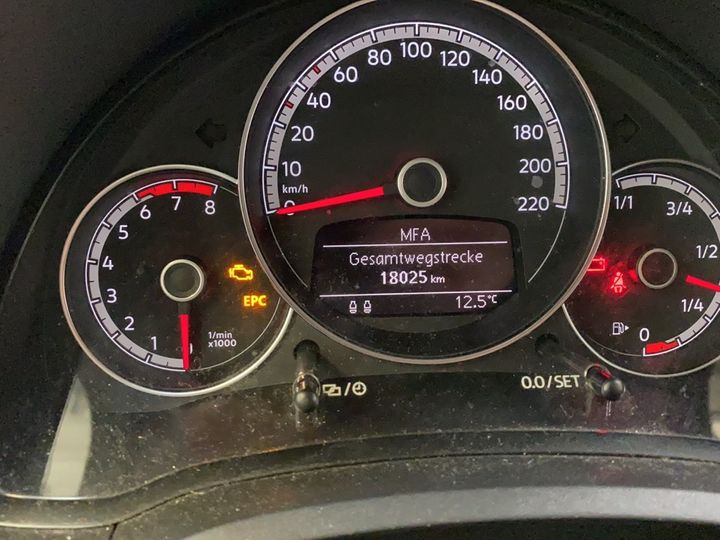 MFA
Gesamtwegstrecke
18025 km
12.5°C
0 10 20 40 60 80 100 120 140 160 180 200 220
km/h
1 2 3 4 5 6 7 8
1/min
x1000
EPC
0 1/4 1/2 3/4 1/1
0.0/SET